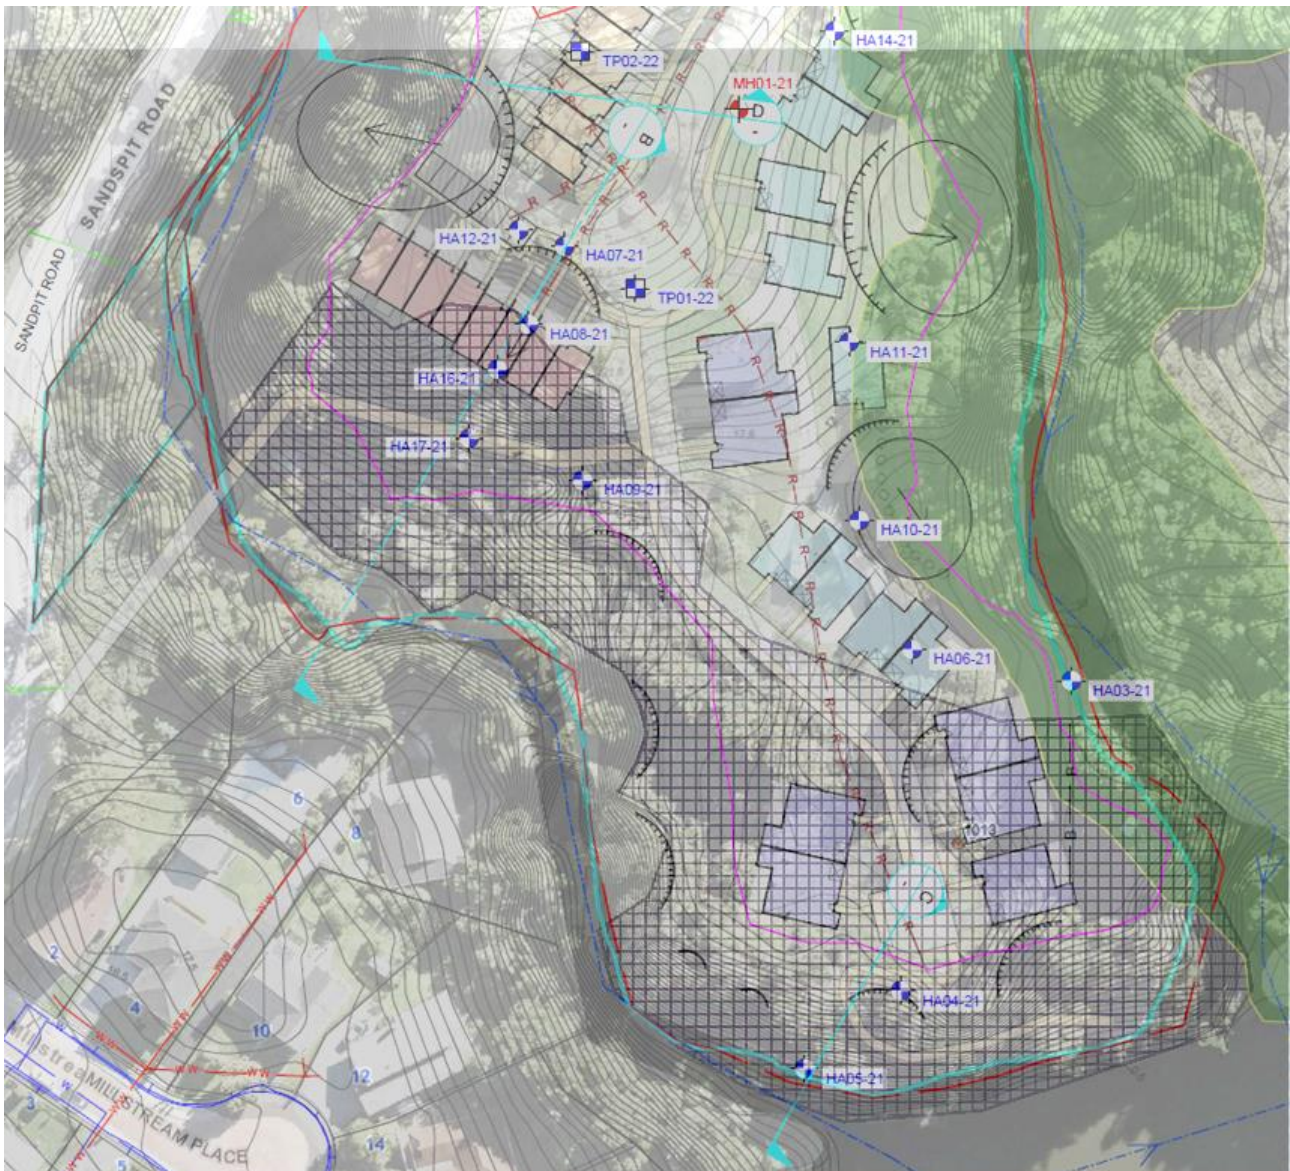 HA14-21
TP02-22
MH01-21
D
SANDSPIT ROAD
B
HA12-21
HA07-21
SANDPIT ROAD
TP01-22
HA08-21
HA11-21
HA16-21
HA17-21
HA09-21
HA10-21
HA06-21
HA03-21
6
8
1013
C
2
4
10
HA04-21
12
HA05-21
3
MILLSTREAM PLACE
14
5